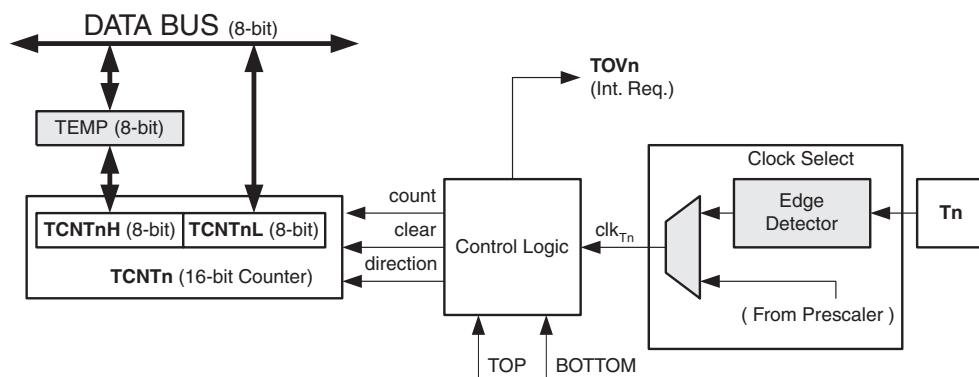 DATA BUS (8-bit)
TOVn
(Int. Req.)
TEMP (8-bit)
Clock Select
count
Edge
Detector
Tn
TCNTnH (8-bit) TCNTnL (8-bit)
clear
Control Logic
clkTn
TCNTn (16-bit Counter)
direction
( From Prescaler )
TOP
BOTTOM